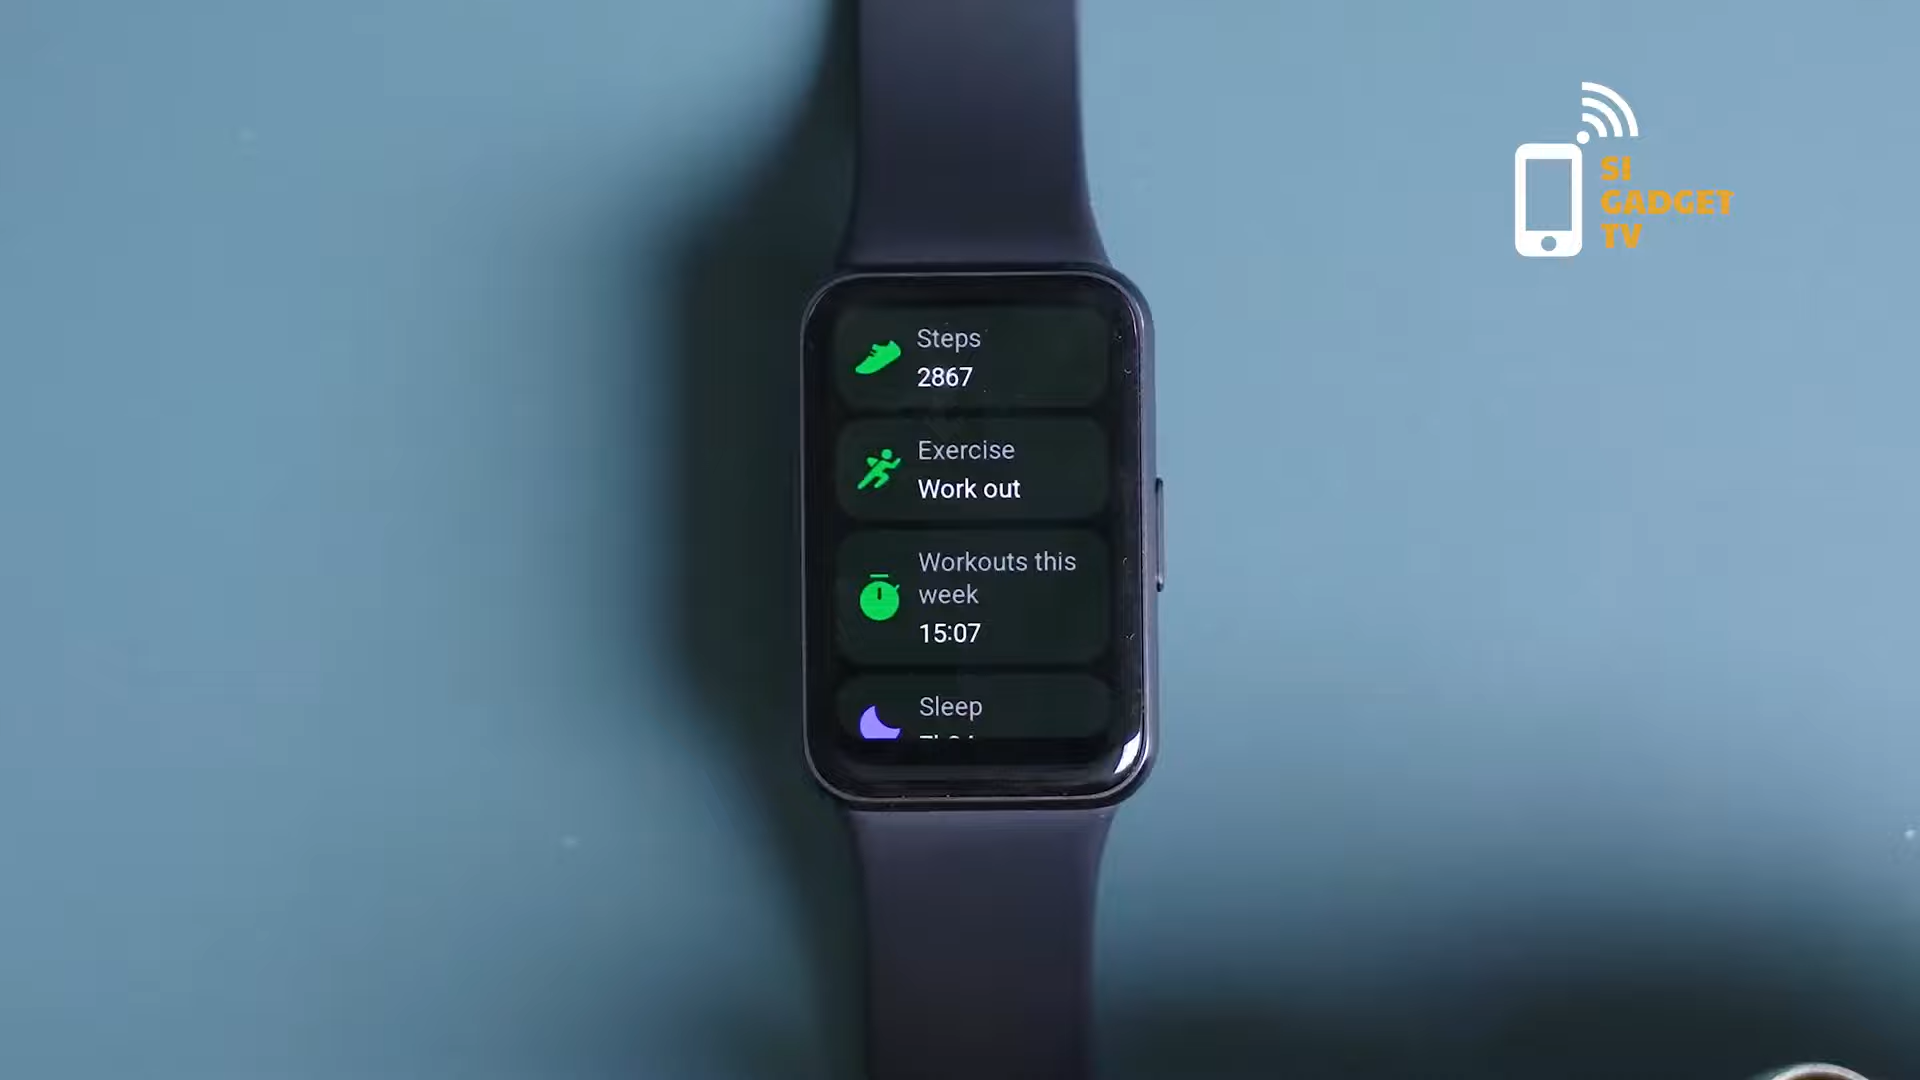 SI
GADGET
TV
Steps
2867
Exercise
Work out
Workouts this
week
15:07
Sleep